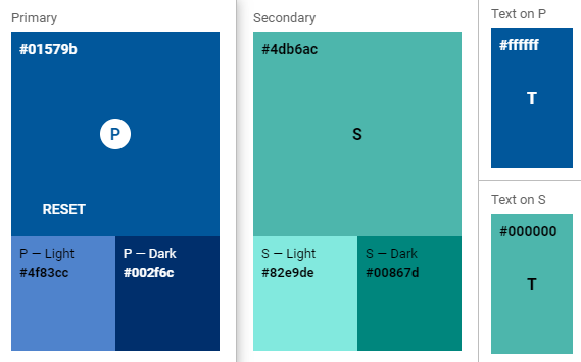 Primary
#01579b
P
RESET
P — Light
#4f83cc
P — Dark
#002f6c
Secondary
#4db6ac
S
S — Light
#82e9de
S — Dark
#00867d
Text on P
#ffffff
T
Text on S
#000000
T